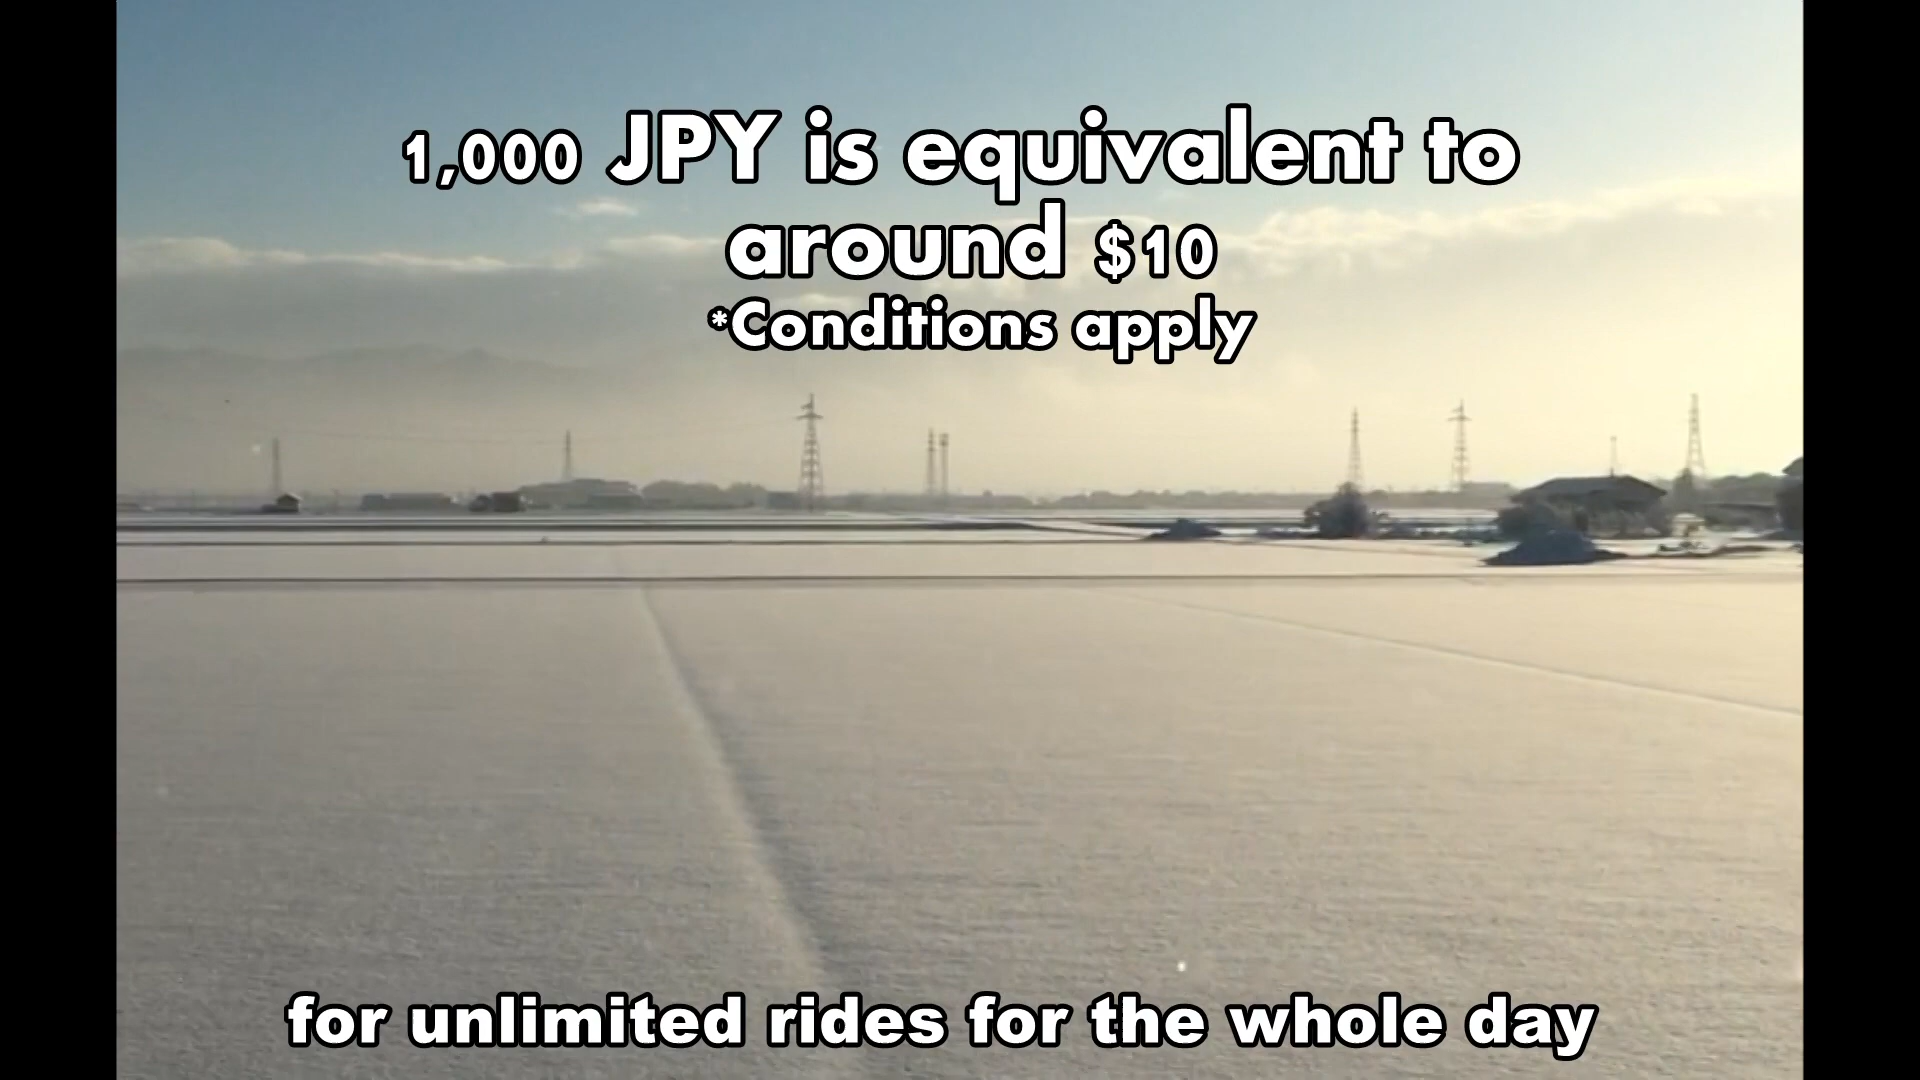 1,000 JPY is equivalent to
around $10
*Conditions apply
for unlimited rides for the whole day